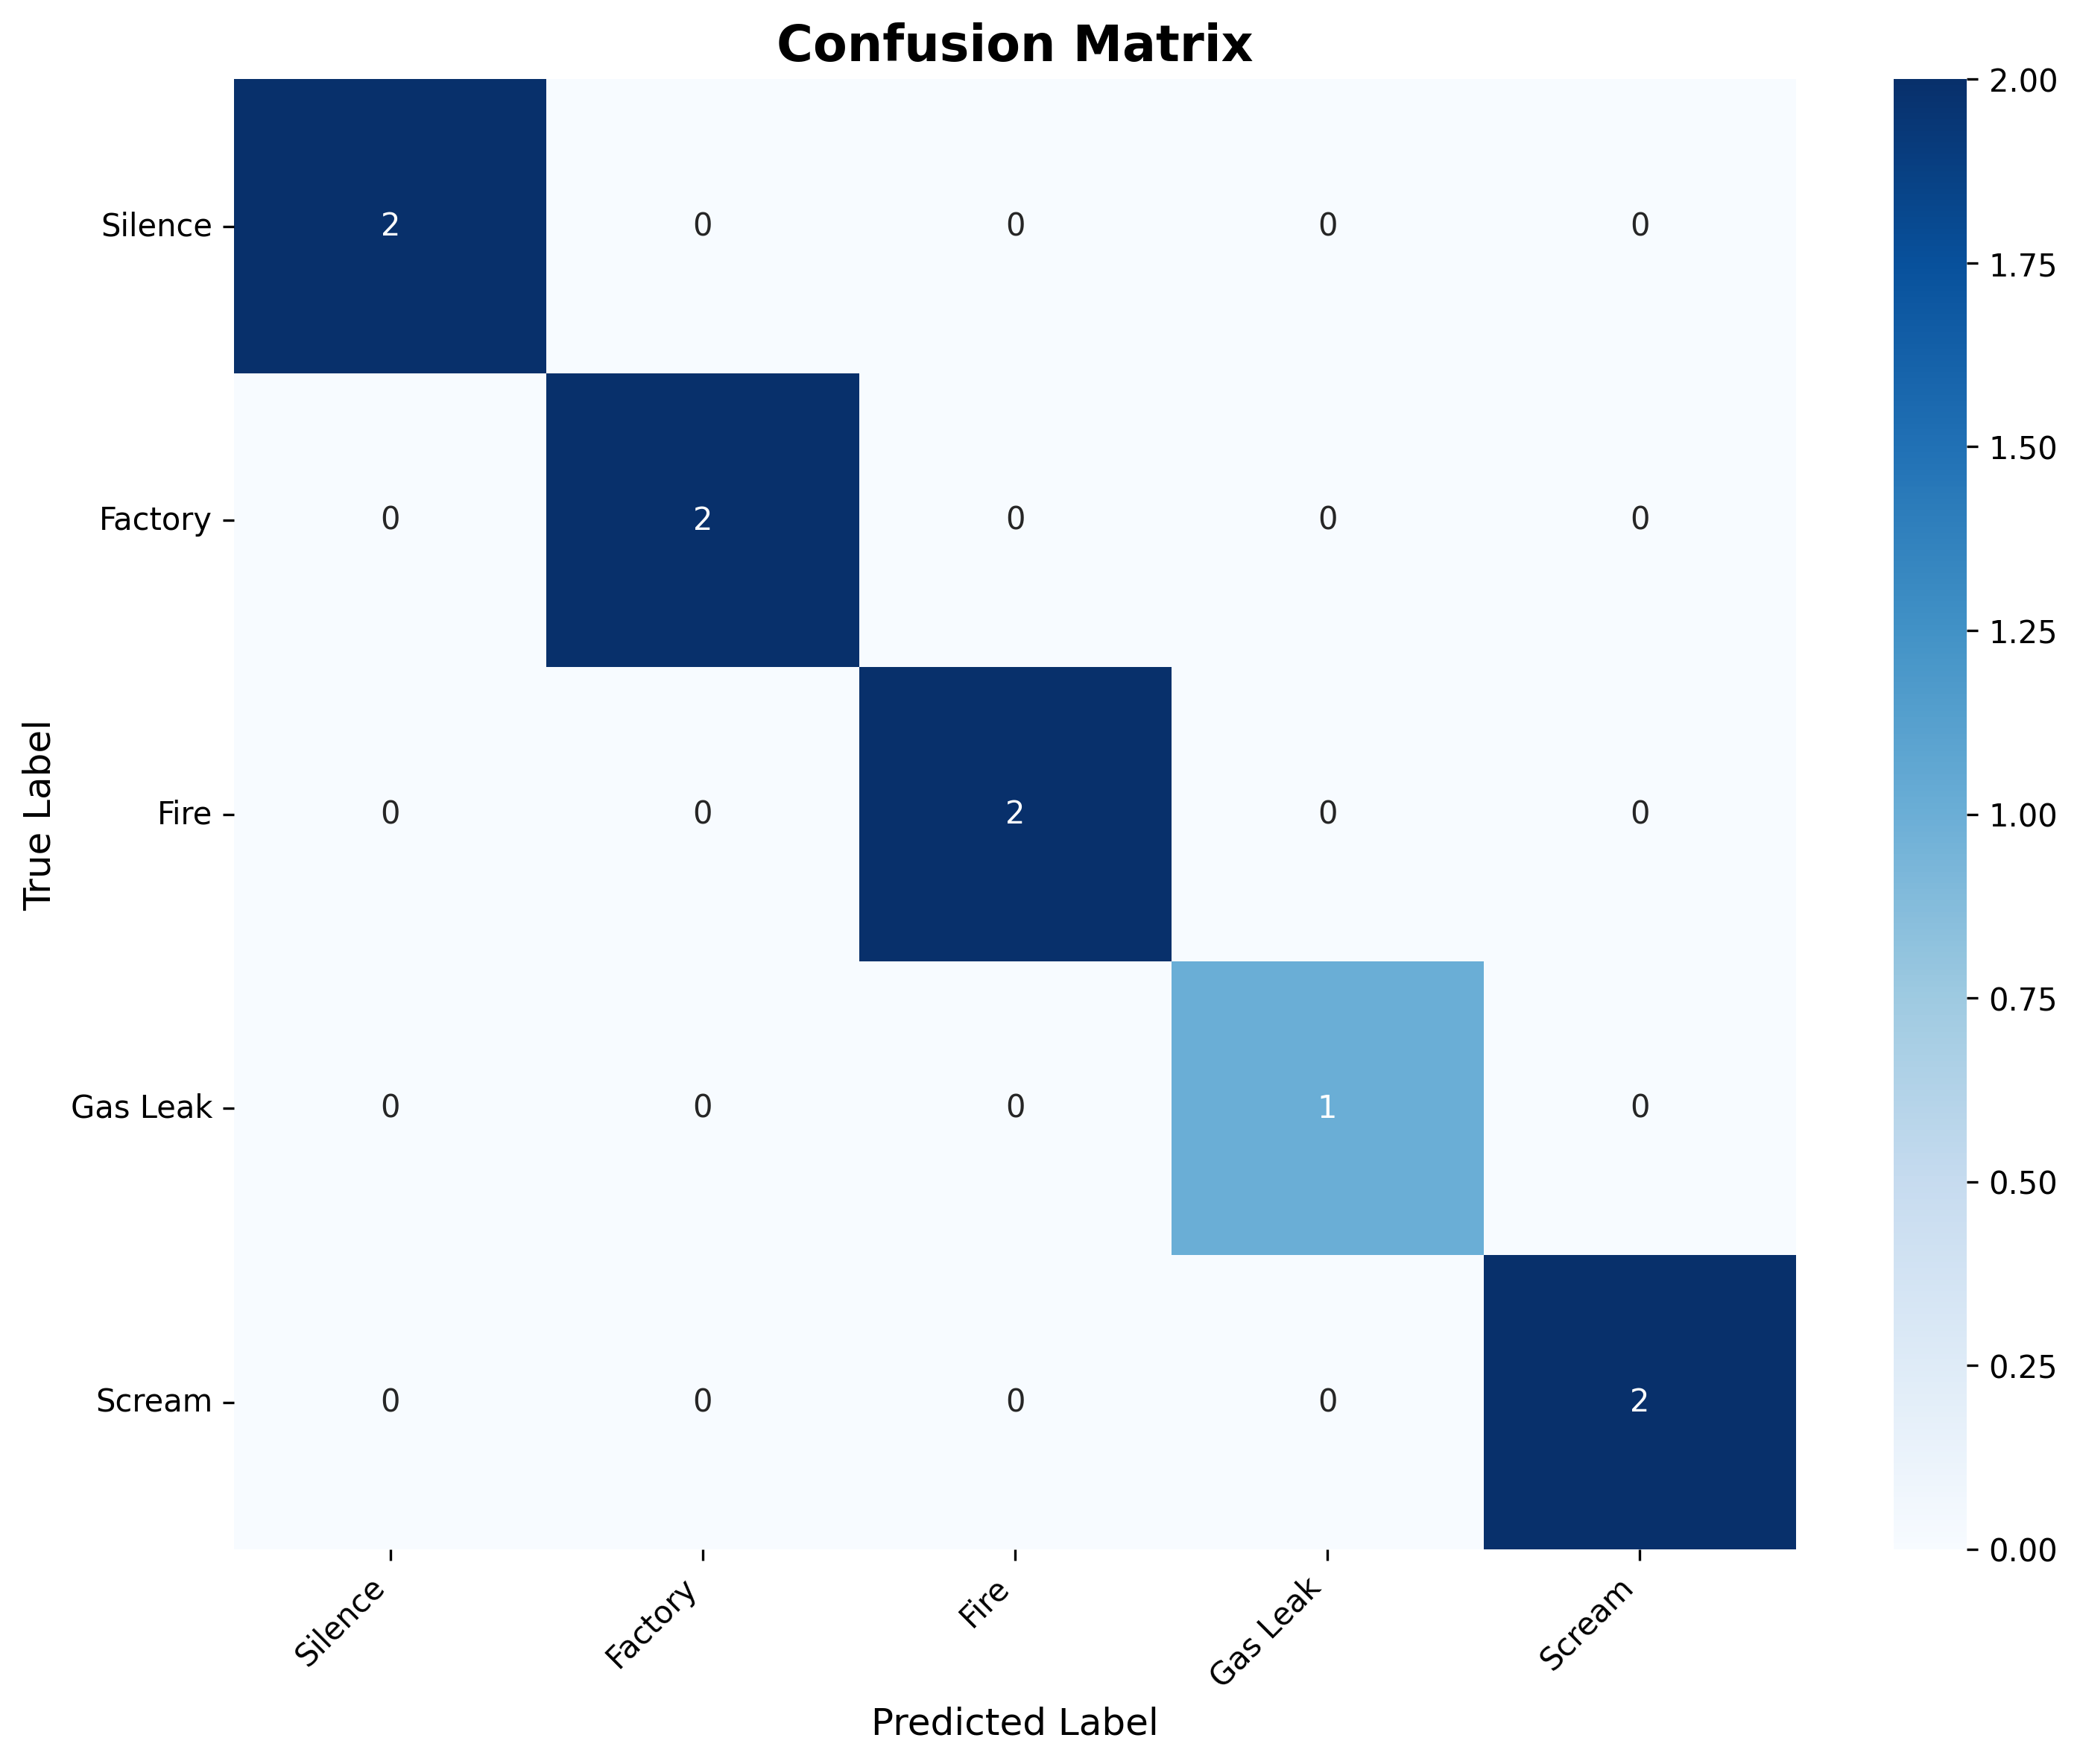 Confusion Matrix
Silence 2 0 0 0 0
Factory 0 2 0 0 0
Fire 0 0 2 0 0
Gas Leak 0 0 0 1 0
Scream 0 0 0 0 2
True Label
Silence Factory Fire Gas Leak Scream
Predicted Label
2.00
1.75
1.50
1.25
1.00
0.75
0.50
0.25
0.00